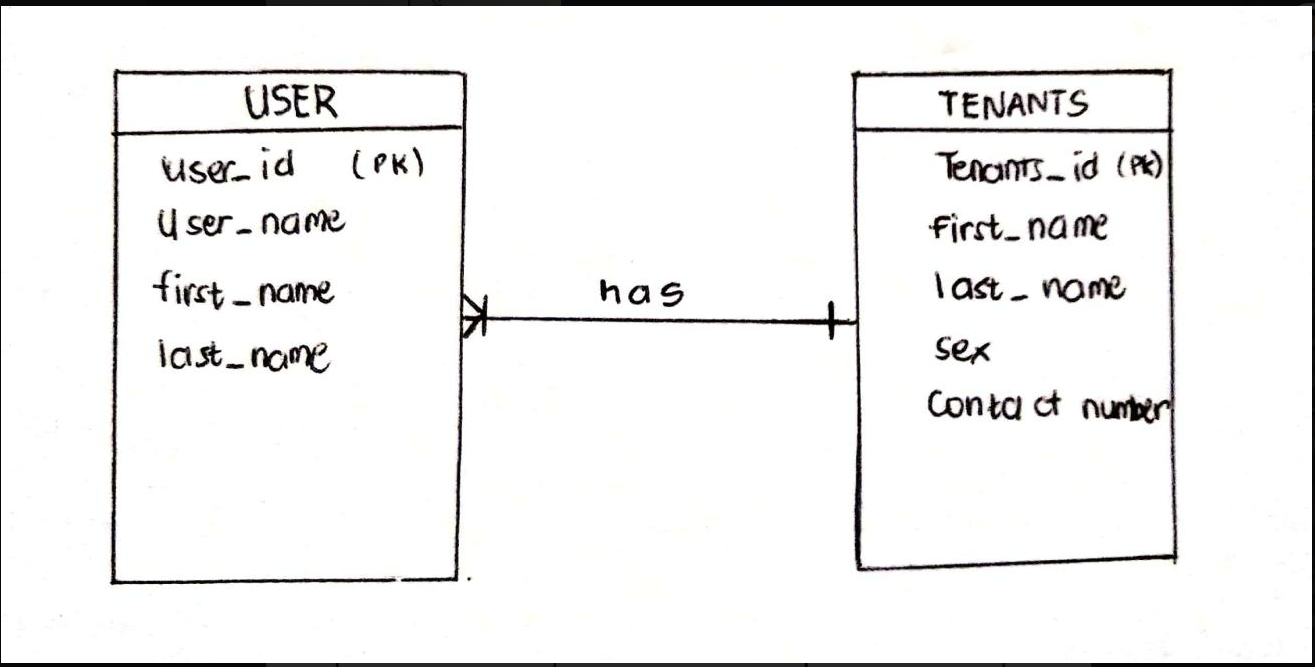 USER
user_id (PK)
user_name
first_name
last_name
has
TENANTS
Tenants_id (PK)
First_name
last_name
sex
Contact number